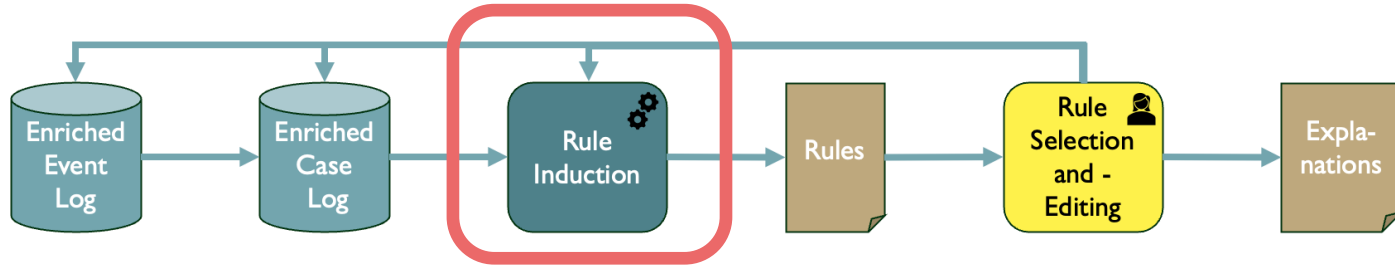 Enriched
Event
Log
Enriched
Case
Log
Rule
Induction
Rules
Rule
Selection
and -
Editing
Expla-
nations